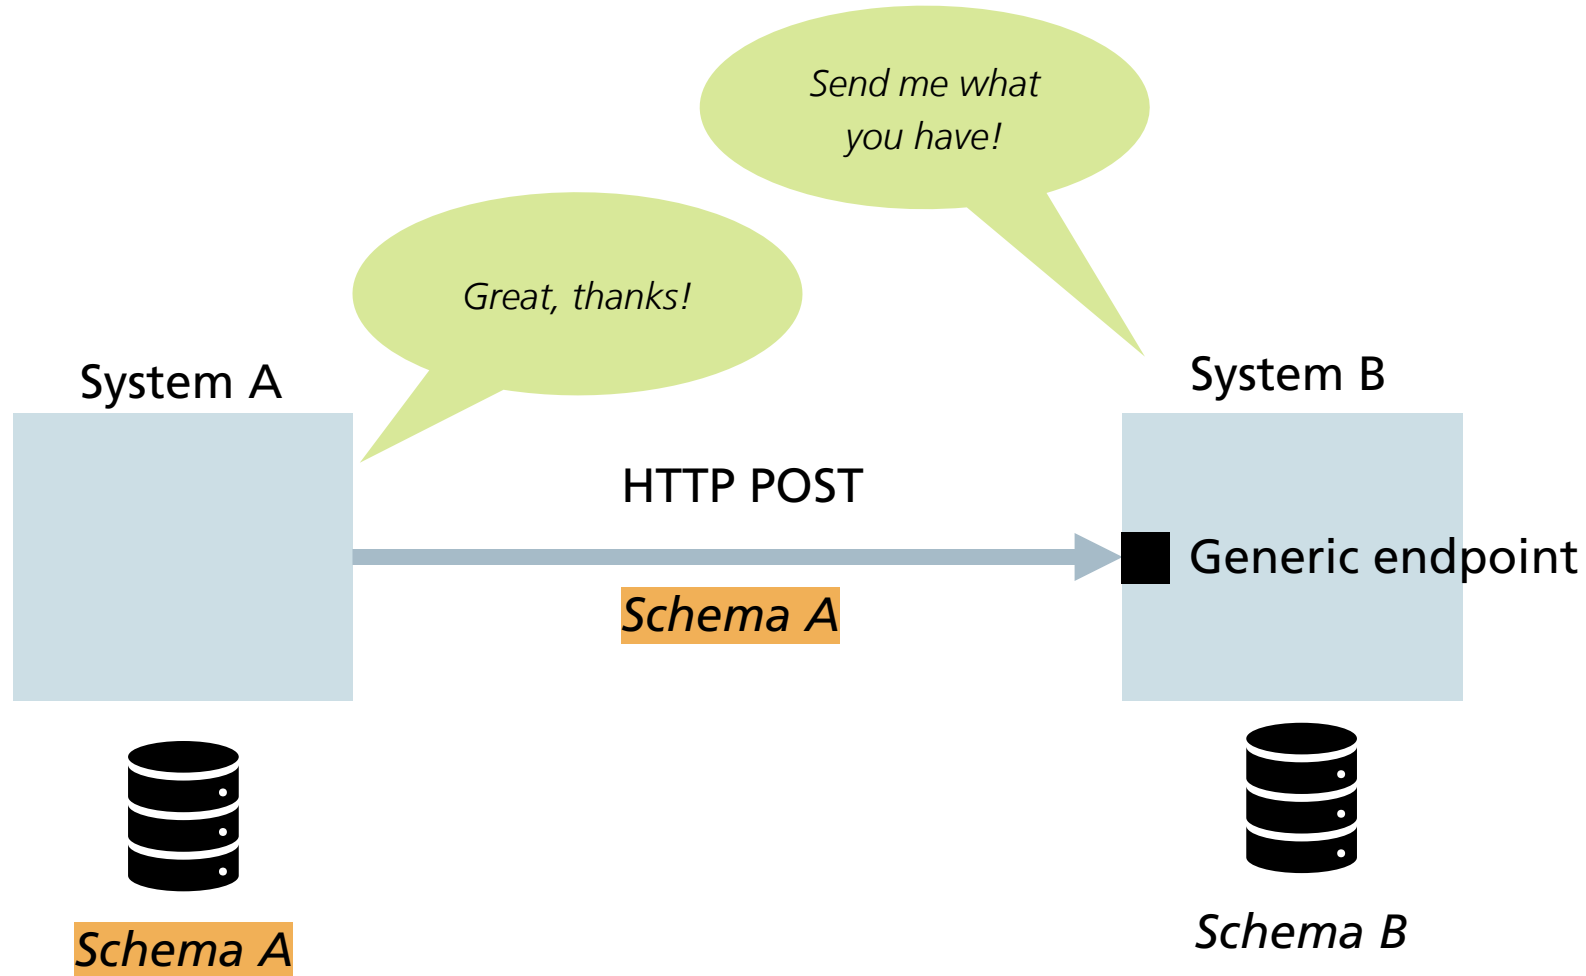 Send me what
you have!
Great, thanks!
System A
System B
HTTP POST
Generic endpoint
Schema A
Schema A
Schema B